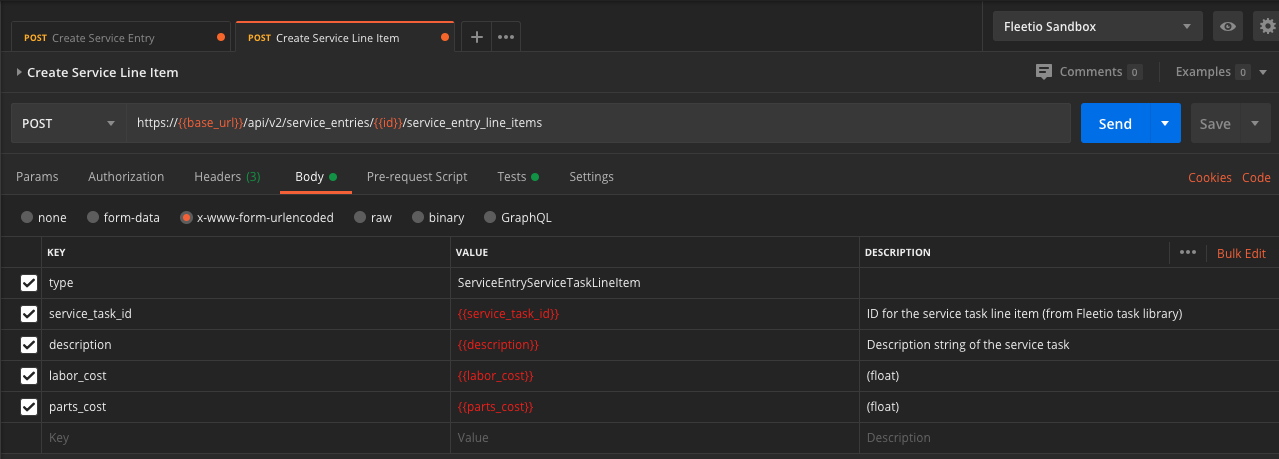 POST Create Service Entry POST Create Service Line Item Fleetio Sandbox
Create Service Line Item Comments 0 Examples 0
POST https://{{base_url}}/api/v2/service_entries/{{id}}/service_entry_line_items Send Save
Params Authorization Headers (3) Body Pre-request Script Tests Settings Cookies Code
none form-data x-www-form-urlencoded raw binary GraphQL
KEY VALUE DESCRIPTION Bulk Edit
type ServiceEntryServiceTaskLineItem
service_task_id {{service_task_id}} ID for the service task line item (from Fleetio task library)
description {{description}} Description string of the service task
labor_cost {{labor_cost}} (float)
parts_cost {{parts_cost}} (float)
Key Value Description